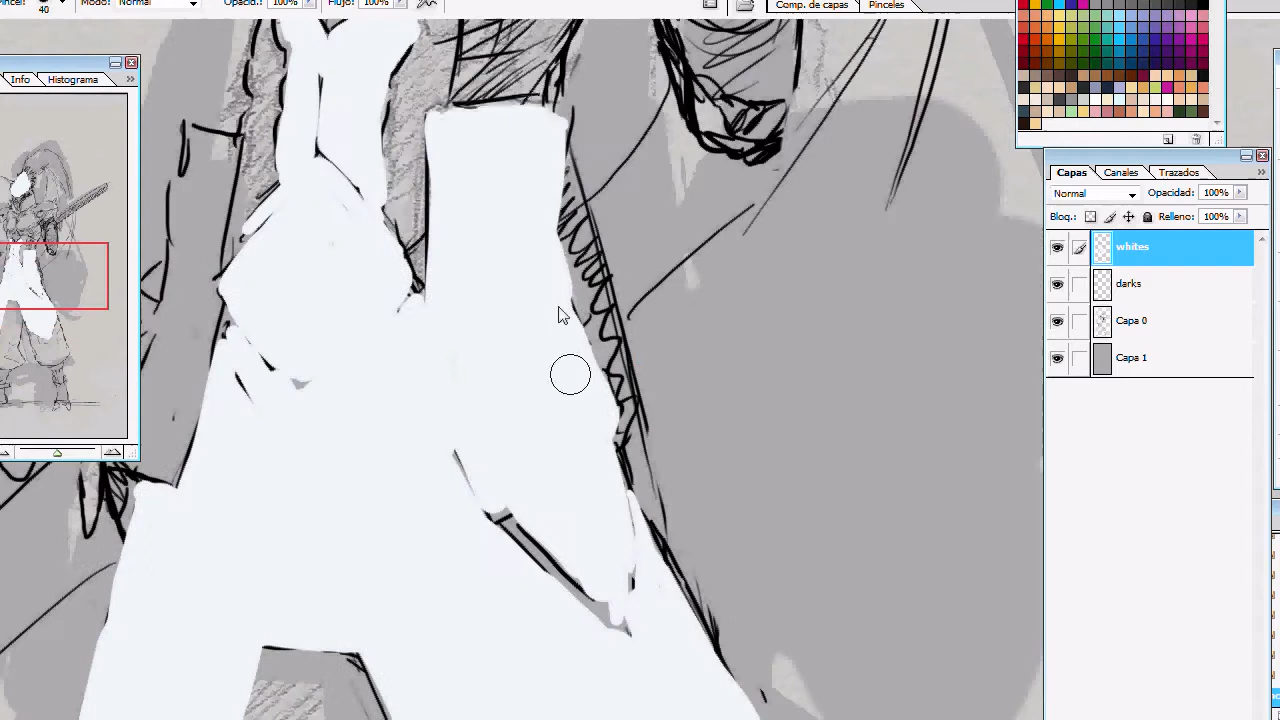 Pincel: 40 Modo: Normal Opacid.: 100% Flujo: 100%
Comp. de capas Pinceles
Info Histograma
Capas Canales Trazados
Normal Opacidad: 100%
Bloq.: Relleno: 100%
whites
darks
Capa 0
Capa 1